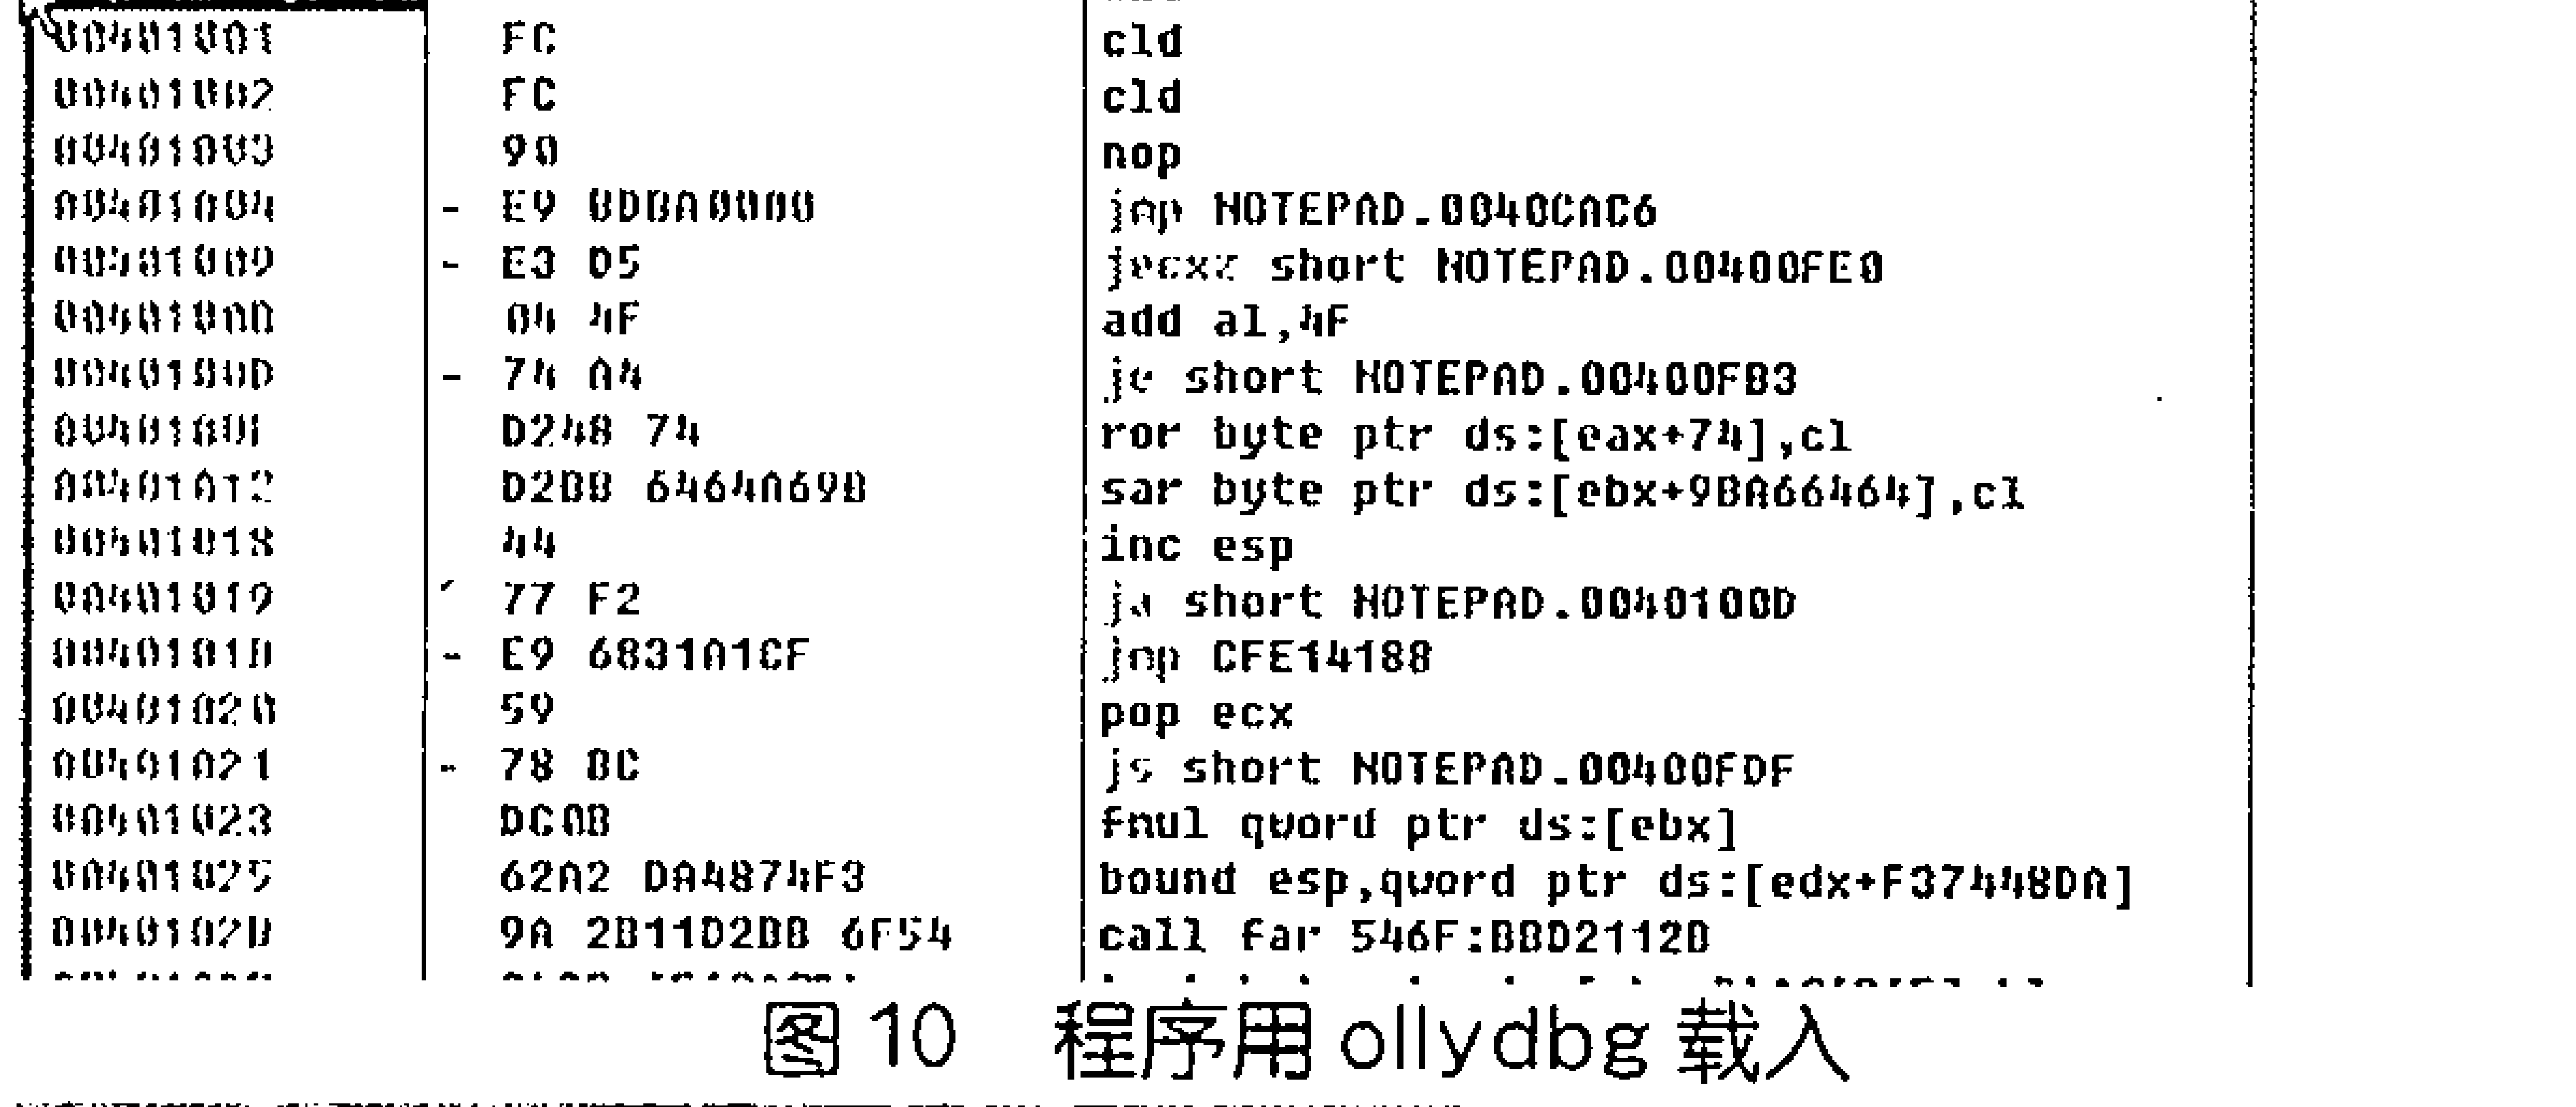 00401001 FC cld
00401002 FC cld
00401003 90 nop
00401004 - E9 BDBA0000 jmp NOTEPAD.0040CAC6
00401009 - E3 D5 jecxz short NOTEPAD.00400FE0
0040100B 04 4F add al,4F
0040100D - 74 A4 je short NOTEPAD.00400FB3
0040100F D248 74 ror byte ptr ds:[eax+74],cl
00401012 D2BB 6464A69B sar byte ptr ds:[ebx+9BA66464],cl
00401018 44 inc esp
00401019 77 F2 ja short NOTEPAD.0040100D
0040101B - E9 6831A1CF jmp CFE14188
00401020 59 pop ecx
00401021 - 78 BC js short NOTEPAD.00400FDF
00401023 DC0B fmul qword ptr ds:[ebx]
00401025 62A2 DA4874F3 bound esp,qword ptr ds:[edx+F37448DA]
0040102B 9A 2B11D2BB 6F54 call far 546F:BBD2112B
图 10 程序用 ollydbg 载入